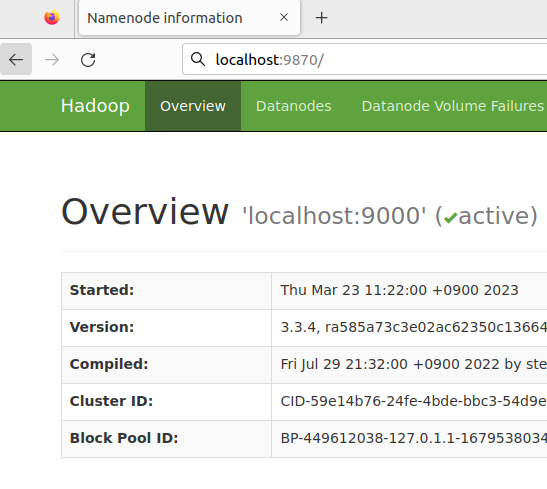 Namenode information
localhost:9870/
Hadoop Overview Datanodes Datanode Volume Failures
Overview 'localhost:9000' (✔active)
Started: Thu Mar 23 11:22:00 +0900 2023
Version: 3.3.4, ra585a73c3e02ac62350c13664
Compiled: Fri Jul 29 21:32:00 +0900 2022 by ste
Cluster ID: CID-59e14b76-24fe-4bde-bbc3-54d9e
Block Pool ID: BP-449612038-127.0.1.1-1679538034